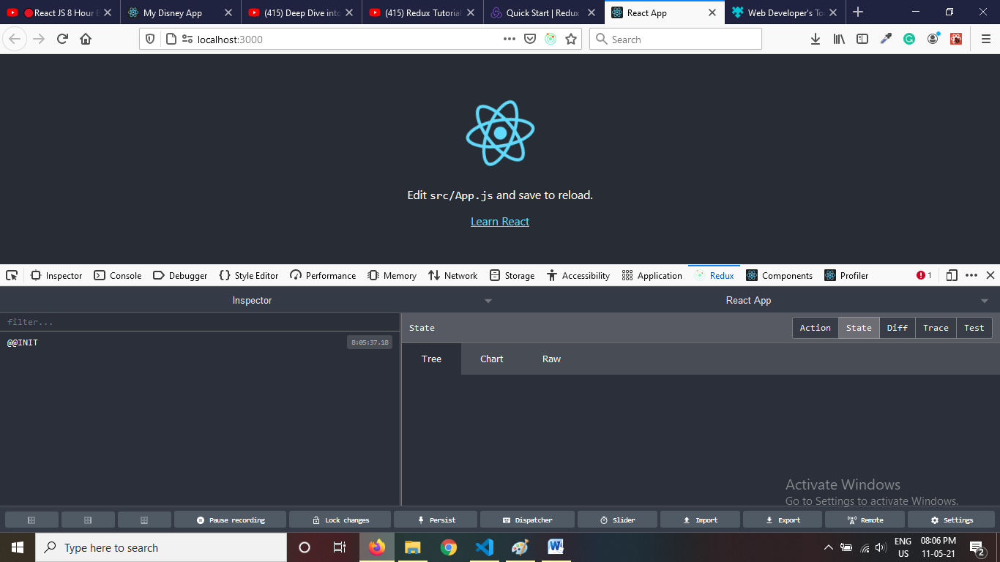 React JS 8 Hour
My Disney App
(415) Deep Dive into
(415) Redux Tutorial
Quick Start | Redux
React App
Web Developer's To
localhost:3000
Search
Edit src/App.js and save to reload.
Learn React
Inspector Console Debugger Style Editor Performance Memory Network Storage Accessibility Application Redux Components Profiler 1
Inspector
React App
filter...
@@INIT 8:05:37.18
State
Action State Diff Trace Test
Tree Chart Raw
Activate Windows
Go to Settings to activate Windows.
Pause recording Lock changes Persist Dispatcher Slider Import Export Remote Settings
Type here to search
ENG
US
08:06 PM
11-05-21
2